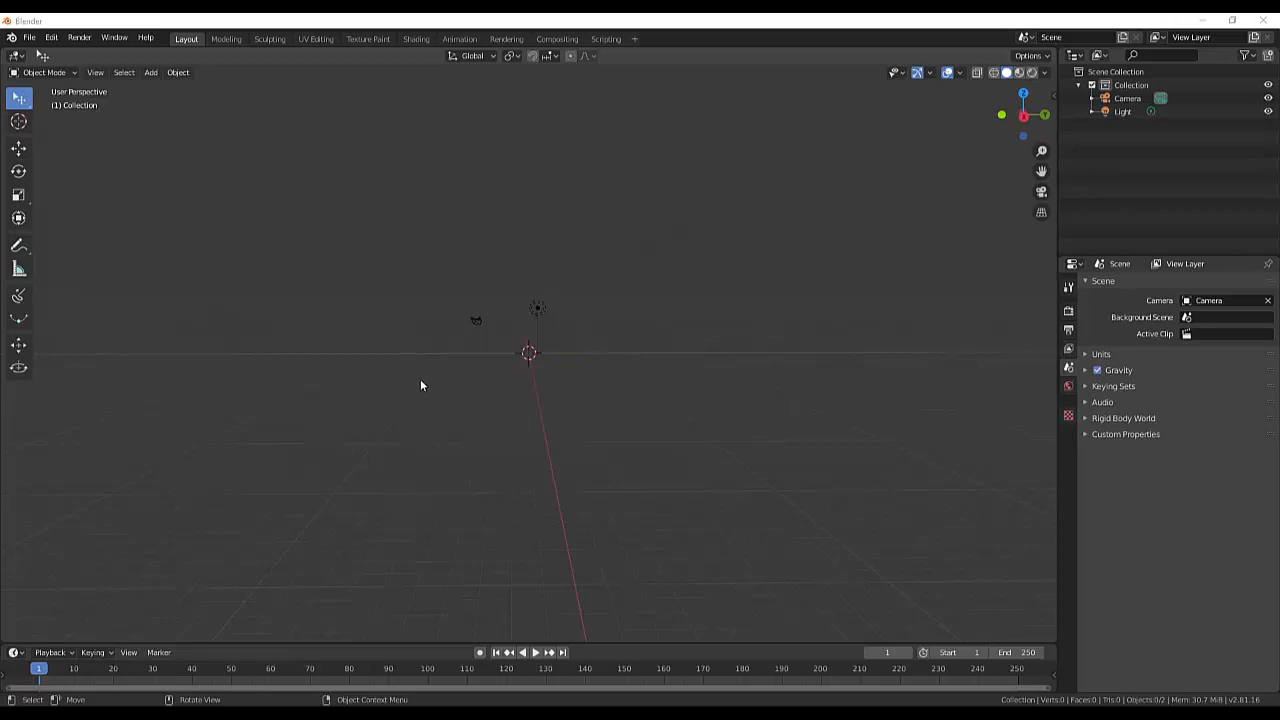 Blender
File Edit Render Window Help Layout Modeling Sculpting UV Editing Texture Paint Shading Animation Rendering Compositing Scripting + Scene View Layer
Global Options
Object Mode View Select Add Object
User Perspective
(1) Collection
Z
X
Y
Scene Collection
Collection
Camera
Light
Scene View Layer
Scene
Camera Camera
Background Scene
Active Clip
Units
Gravity
Keying Sets
Audio
Rigid Body World
Custom Properties
Playback Keying View Marker 1 Start 1 End 250
1 10 20 30 40 50 60 70 80 90 100 110 120 130 140 150 160 170 180 190 200 210 220 230 240 250
Select Move Rotate View Object Context Menu Collection | Verts:0 | Faces:0 | Tris:0 | Objects:0/2 | Mem: 30.7 MiB | v2.81.16